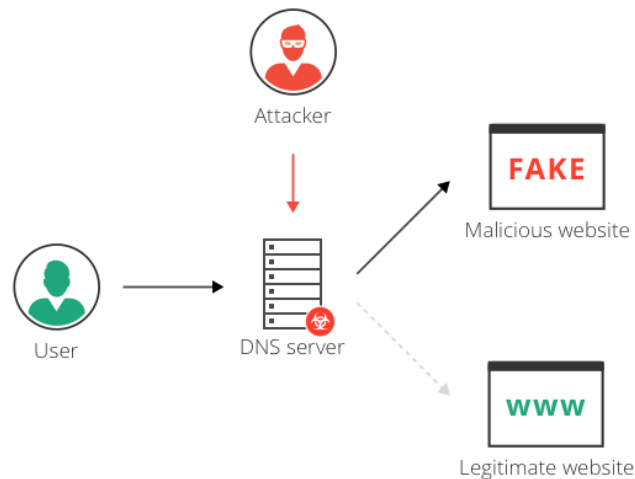 Attacker
FAKE
Malicious website
User
DNS server
www
Legitimate website